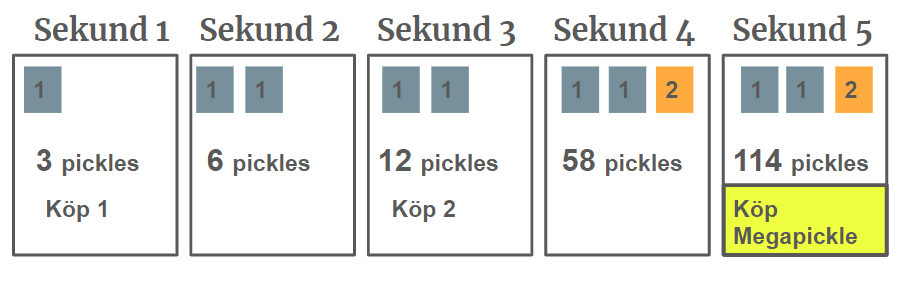 Sekund 1
1
3 pickles
Köp 1
Sekund 2
1 1
6 pickles
Sekund 3
1 1
12 pickles
Köp 2
Sekund 4
1 1 2
58 pickles
Sekund 5
1 1 2
114 pickles
Köp
Megapickle